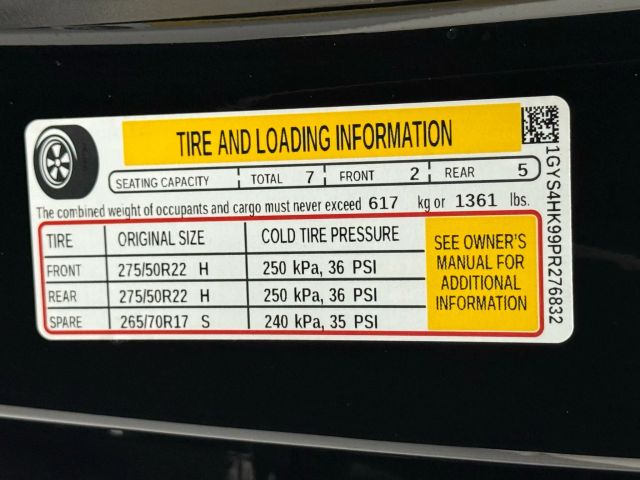 TIRE AND LOADING INFORMATION
SEATING CAPACITY TOTAL 7 FRONT 2 REAR 5
The combined weight of occupants and cargo must never exceed 617 kg or 1361 lbs.
TIRE ORIGINAL SIZE COLD TIRE PRESSURE
FRONT 275/50R22 H 250 kPa, 36 PSI
REAR 275/50R22 H 250 kPa, 36 PSI
SPARE 265/70R17 S 240 kPa, 35 PSI
SEE OWNER'S
MANUAL FOR
ADDITIONAL
INFORMATION
1GYS4HK99PR276832